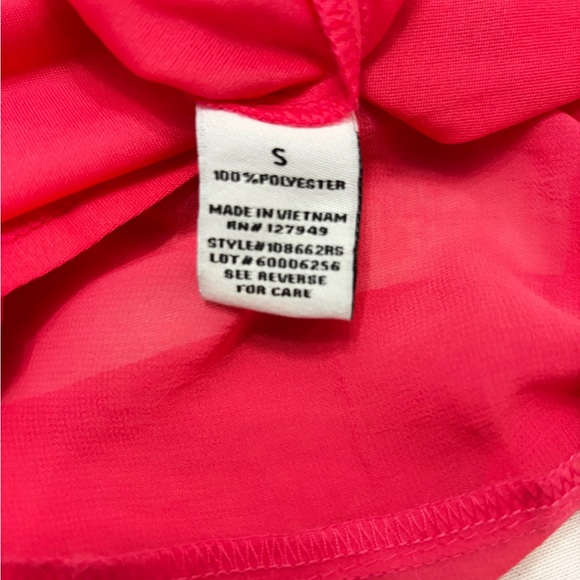 S
100%POLYESTER
MADE IN VIETNAM
RN# 127949
STYLE#108662RS
LOT#60006256
SEE REVERSE
FOR CARE